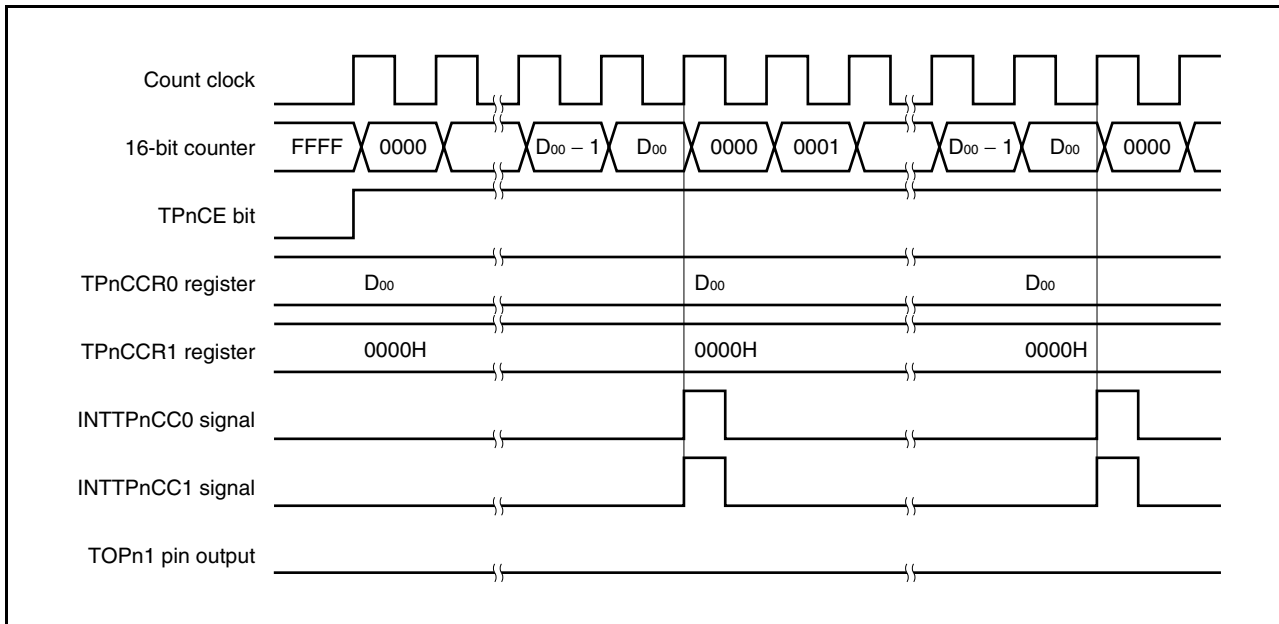 Count clock
16-bit counter FFFF 0000 D00 − 1 D00 0000 0001 D00 − 1 D00 0000
TPnCE bit
TPnCCR0 register D00 D00 D00
TPnCCR1 register 0000H 0000H 0000H
INTTPnCC0 signal
INTTPnCC1 signal
TOPn1 pin output